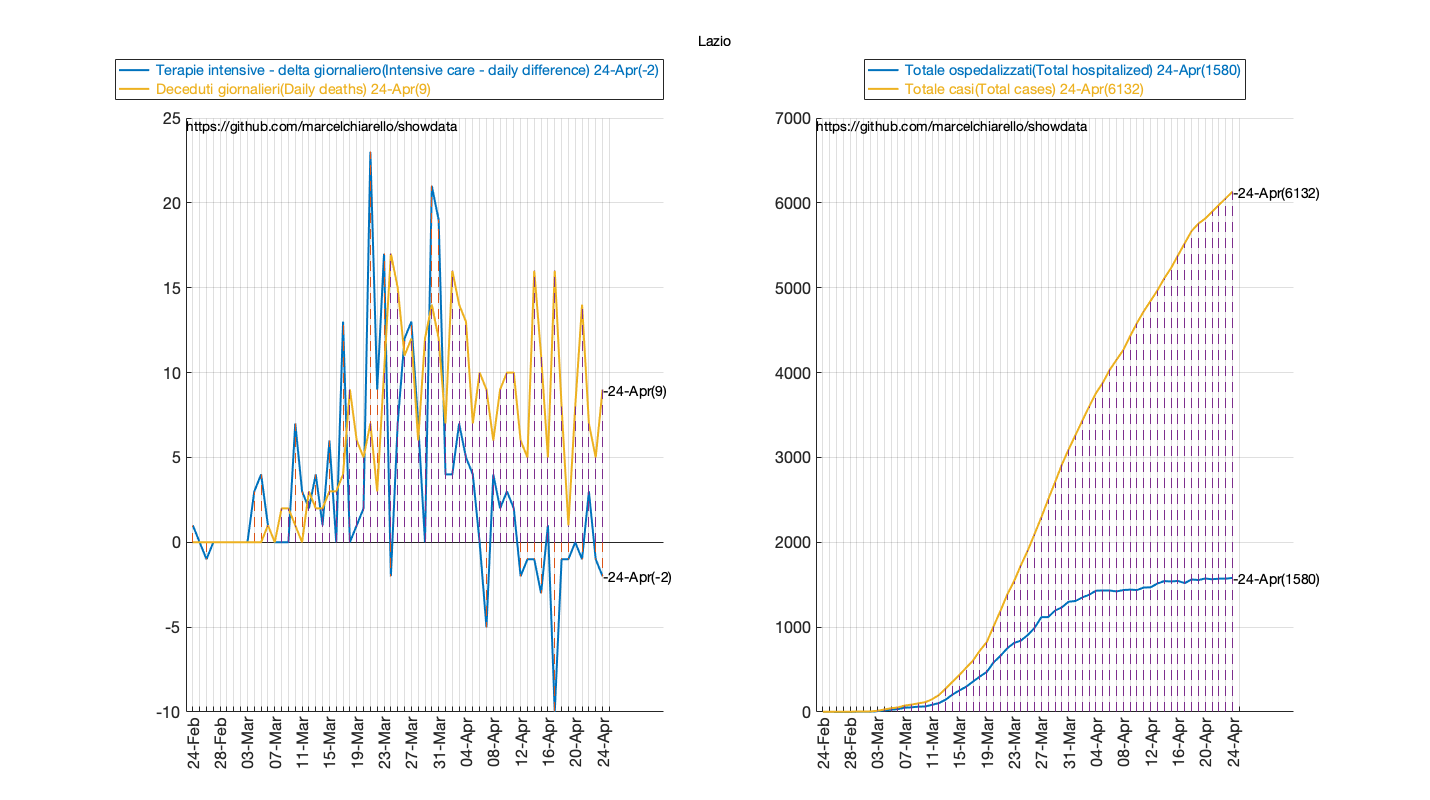 Lazio
Terapie intensive - delta giornaliero(Intensive care - daily difference) 24-Apr(-2)
Deceduti giornalieri(Daily deaths) 24-Apr(9)
https://github.com/marcelchiarello/showdata
25
20
15
10
5
0
-5
-10
-24-Apr(9)
-24-Apr(-2)
24-Feb
28-Feb
03-Mar
07-Mar
11-Mar
15-Mar
19-Mar
23-Mar
27-Mar
31-Mar
04-Apr
08-Apr
12-Apr
16-Apr
20-Apr
24-Apr
Totale ospedalizzati(Total hospitalized) 24-Apr(1580)
Totale casi(Total cases) 24-Apr(6132)
https://github.com/marcelchiarello/showdata
7000
6000
5000
4000
3000
2000
1000
0
-24-Apr(6132)
-24-Apr(1580)
24-Feb
28-Feb
03-Mar
07-Mar
11-Mar
15-Mar
19-Mar
23-Mar
27-Mar
31-Mar
04-Apr
08-Apr
12-Apr
16-Apr
20-Apr
24-Apr